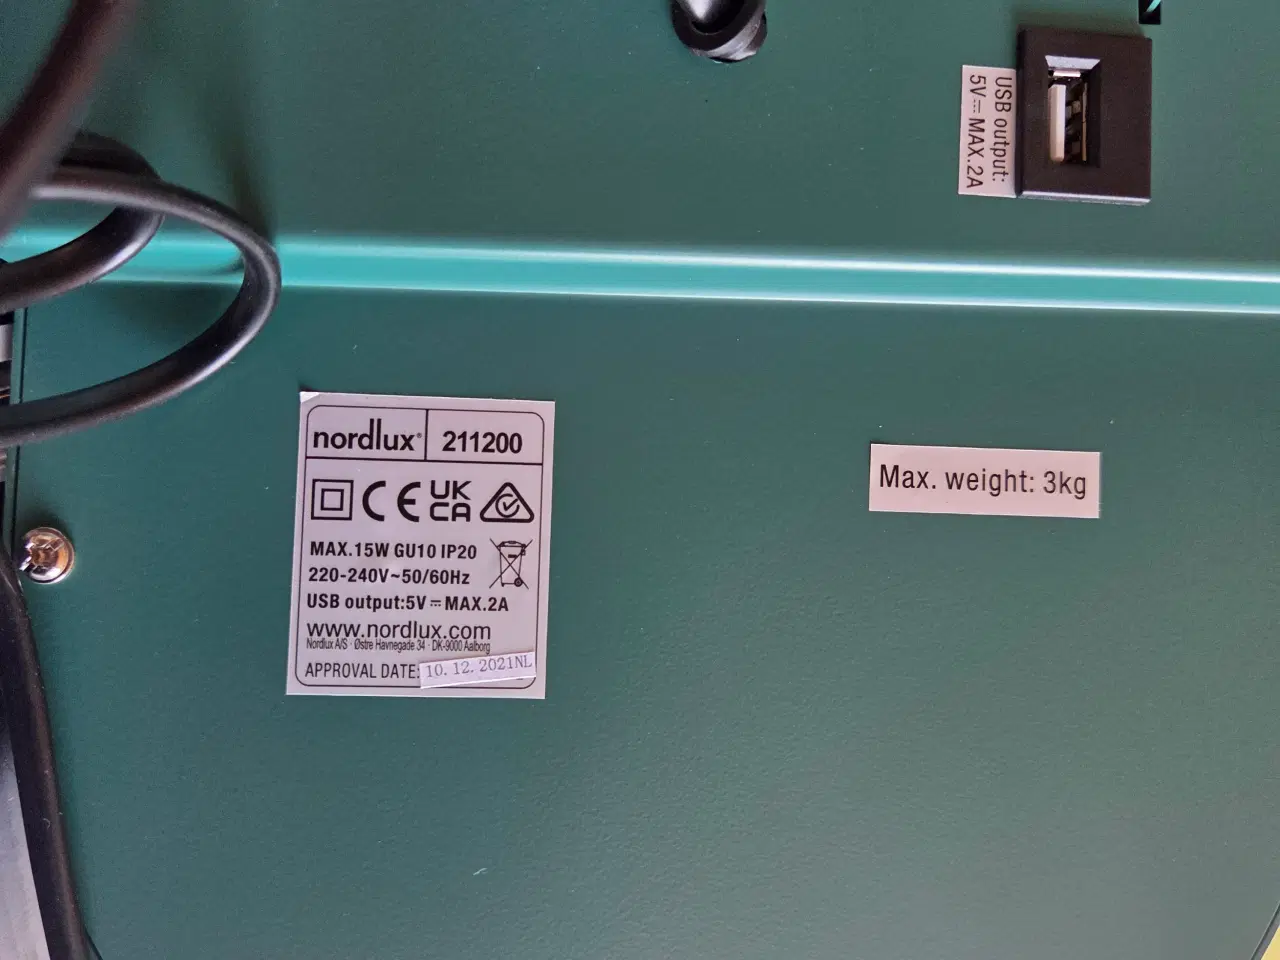 USB output:
5V⎓MAX.2A
nordlux® 211200
CE UK CA
MAX.15W GU10 IP20
220-240V~50/60Hz
USB output:5V⎓MAX.2A
www.nordlux.com
Nordlux A/S · Østre Havnegade 34 · DK-9000 Aalborg
APPROVAL DATE: 10.12.2021NL
Max. weight: 3kg